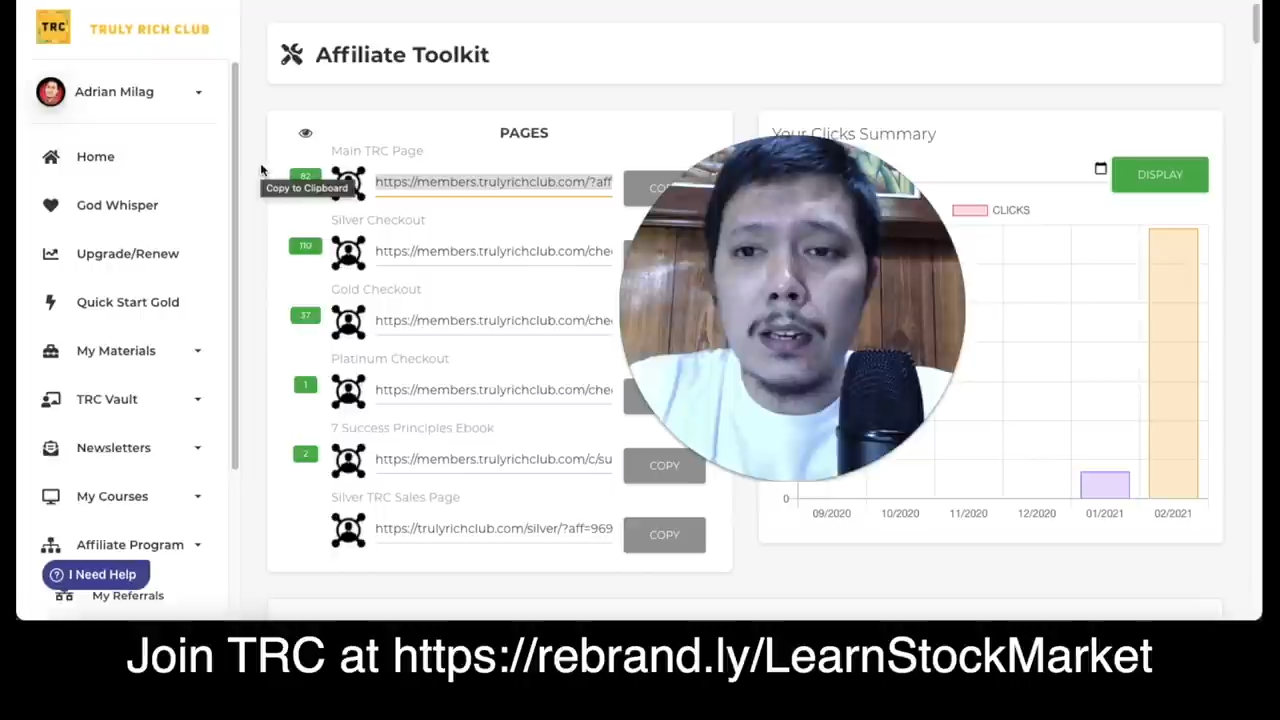 TRC
TRULY RICH CLUB
Adrian Milag
Home
God Whisper
Upgrade/Renew
Quick Start Gold
My Materials
TRC Vault
Newsletters
My Courses
Affiliate Program
I Need Help
My Referrals
Affiliate Toolkit
PAGES
Main TRC Page
82
https://members.trulyrichclub.com/?aff
Copy to Clipboard
Silver Checkout
110
https://members.trulyrichclub.com/che
Gold Checkout
37
https://members.trulyrichclub.com/che
Platinum Checkout
1
https://members.trulyrichclub.com/che
7 Success Principles Ebook
2
https://members.trulyrichclub.com/c/su
COPY
Silver TRC Sales Page
https://trulyrichclub.com/silver/?aff=969
COPY
Your Clicks Summary
DISPLAY
CLICKS
0
09/2020 10/2020 11/2020 12/2020 01/2021 02/2021
Join TRC at https://rebrand.ly/LearnStockMarket